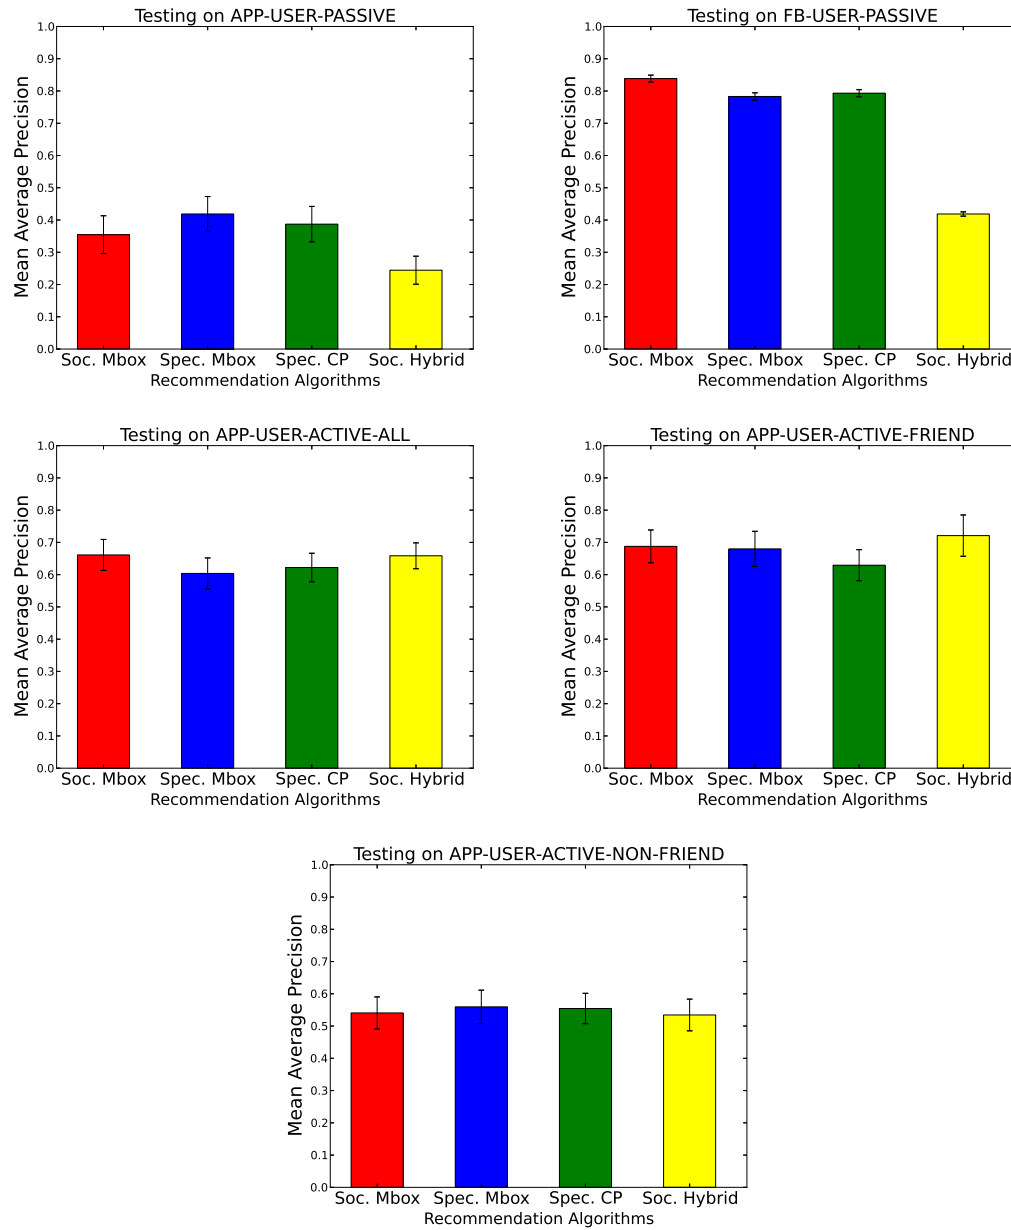 Testing on APP-USER-PASSIVE
1.0
0.9
0.8
0.7
0.6
0.5
0.4
0.3
0.2
0.1
0.0
Mean Average Precision
Soc. Mbox Spec. Mbox Spec. CP Soc. Hybrid
Recommendation Algorithms
Testing on FB-USER-PASSIVE
1.0
0.9
0.8
0.7
0.6
0.5
0.4
0.3
0.2
0.1
0.0
Mean Average Precision
Soc. Mbox Spec. Mbox Spec. CP Soc. Hybrid
Recommendation Algorithms
Testing on APP-USER-ACTIVE-ALL
1.0
0.9
0.8
0.7
0.6
0.5
0.4
0.3
0.2
0.1
0.0
Mean Average Precision
Soc. Mbox Spec. Mbox Spec. CP Soc. Hybrid
Recommendation Algorithms
Testing on APP-USER-ACTIVE-FRIEND
1.0
0.9
0.8
0.7
0.6
0.5
0.4
0.3
0.2
0.1
0.0
Mean Average Precision
Soc. Mbox Spec. Mbox Spec. CP Soc. Hybrid
Recommendation Algorithms
Testing on APP-USER-ACTIVE-NON-FRIEND
1.0
0.9
0.8
0.7
0.6
0.5
0.4
0.3
0.2
0.1
0.0
Mean Average Precision
Soc. Mbox Spec. Mbox Spec. CP Soc. Hybrid
Recommendation Algorithms